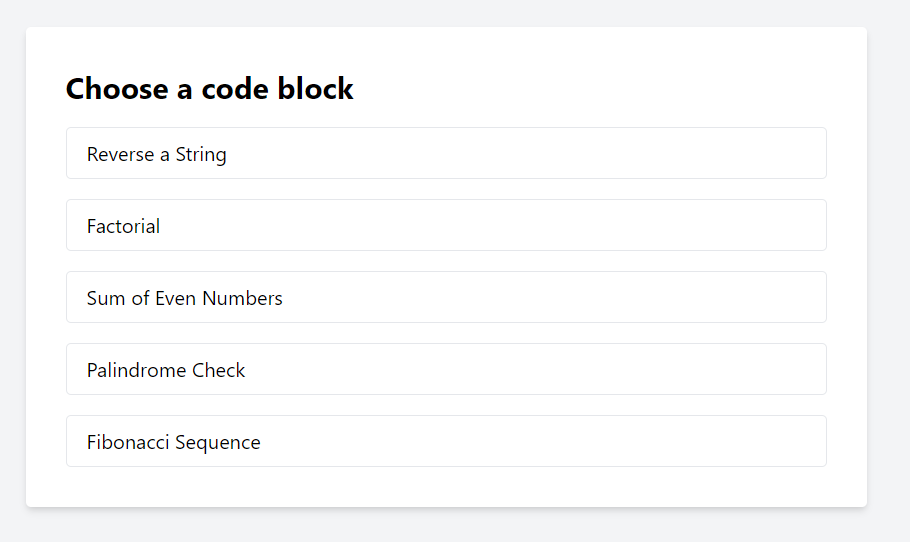 Choose a code block
Reverse a String
Factorial
Sum of Even Numbers
Palindrome Check
Fibonacci Sequence